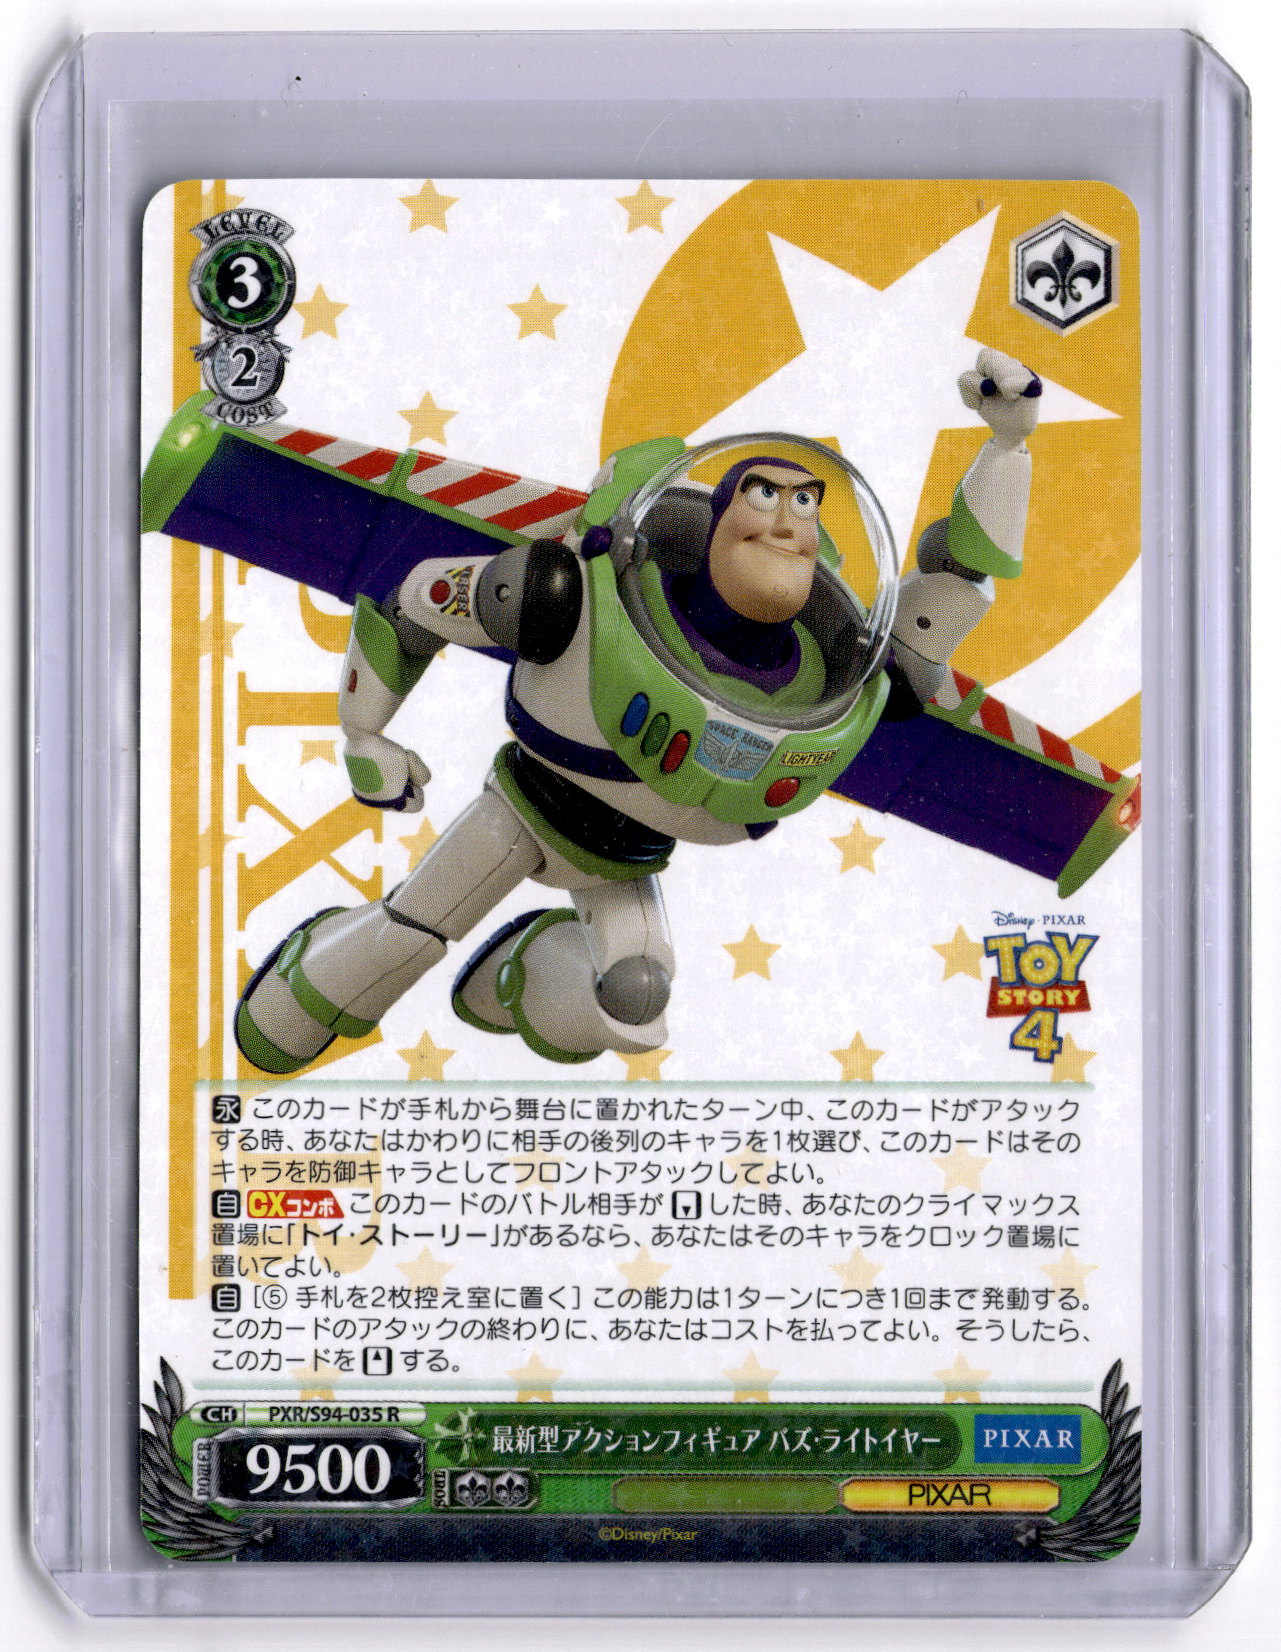 LEVEL
3
2
COST
PIXAR
SPACE RANGER
LIGHTYEAR
Disney・PIXAR
TOY
STORY
4
永 このカードが手札から舞台に置かれたターン中、このカードがアタック
する時、あなたはかわりに相手の後列のキャラを1枚選び、このカードはその
キャラを防御キャラとしてフロントアタックしてよい。
自 CXコンボ このカードのバトル相手が した時、あなたのクライマックス
置場に「トイ・ストーリー」があるなら、あなたはそのキャラをクロック置場に
置いてよい。
自 [⑤ 手札を2枚控え室に置く] この能力は1ターンにつき1回まで発動する。
このカードのアタックの終わりに、あなたはコストを払ってよい。そうしたら、
このカードを する。
CH PXR/S94-035 R
POWER 9500
最新型アクションフィギュア バズ・ライトイヤー
PIXAR
SOUL
PIXAR
©Disney/Pixar